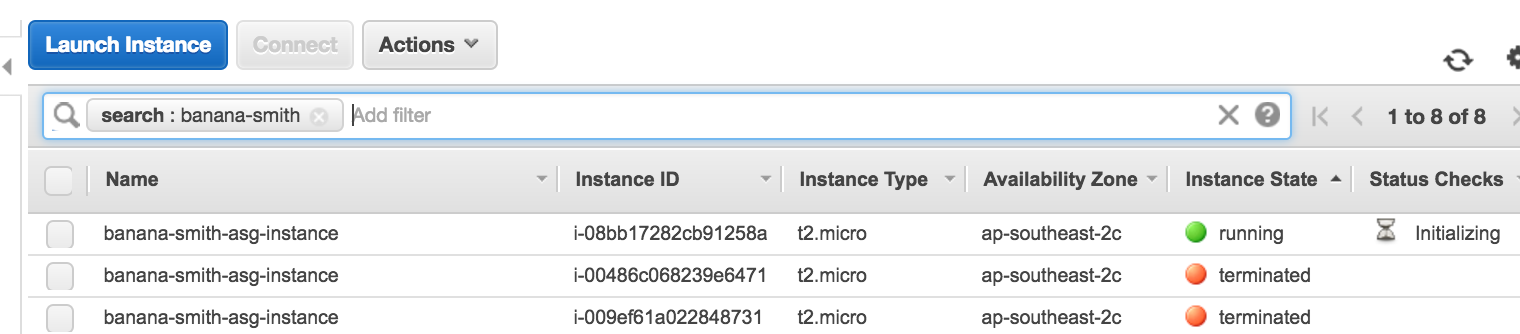 Launch Instance Connect Actions
search : banana-smith Add filter 1 to 8 of 8
Name Instance ID Instance Type Availability Zone Instance State Status Checks
banana-smith-asg-instance i-08bb17282cb91258a t2.micro ap-southeast-2c running Initializing
banana-smith-asg-instance i-00486c068239e6471 t2.micro ap-southeast-2c terminated
banana-smith-asg-instance i-009ef61a022848731 t2.micro ap-southeast-2c terminated